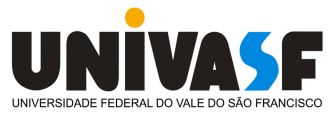 UNIVASF
UNIVERSIDADE FEDERAL DO VALE DO SÃO FRANCISCO